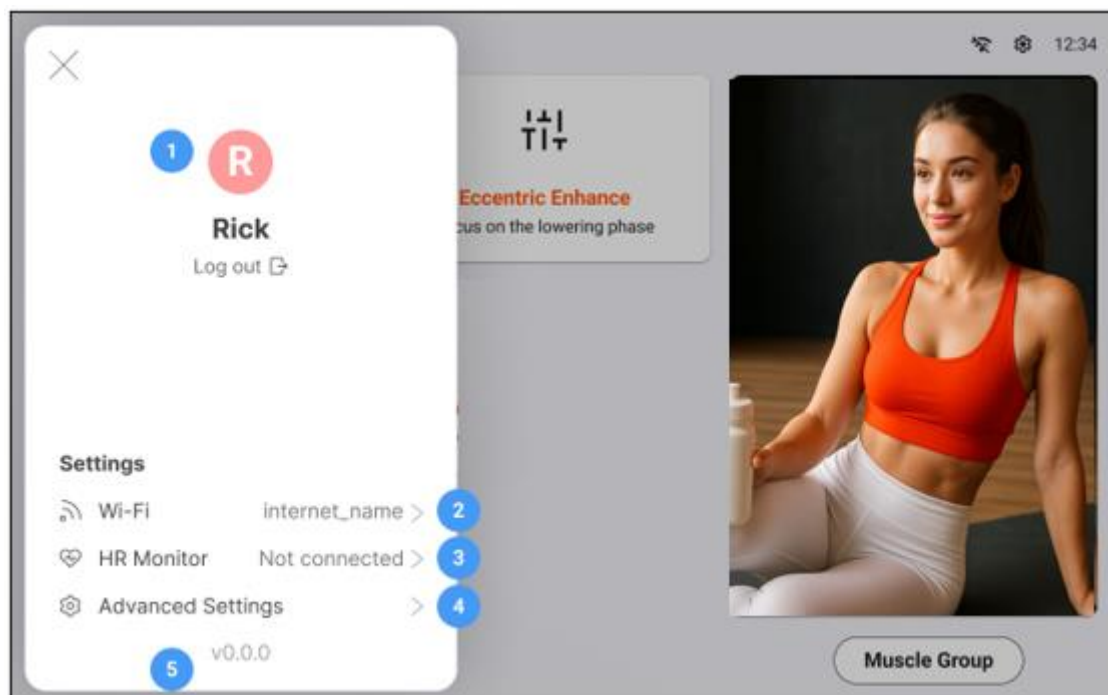 12:34
1
R
Rick
Log out
Eccentric Enhance
cus on the lowering phase
Settings
Wi-Fi internet_name 2
HR Monitor Not connected 3
Advanced Settings 4
v0.0.0
5
Muscle Group